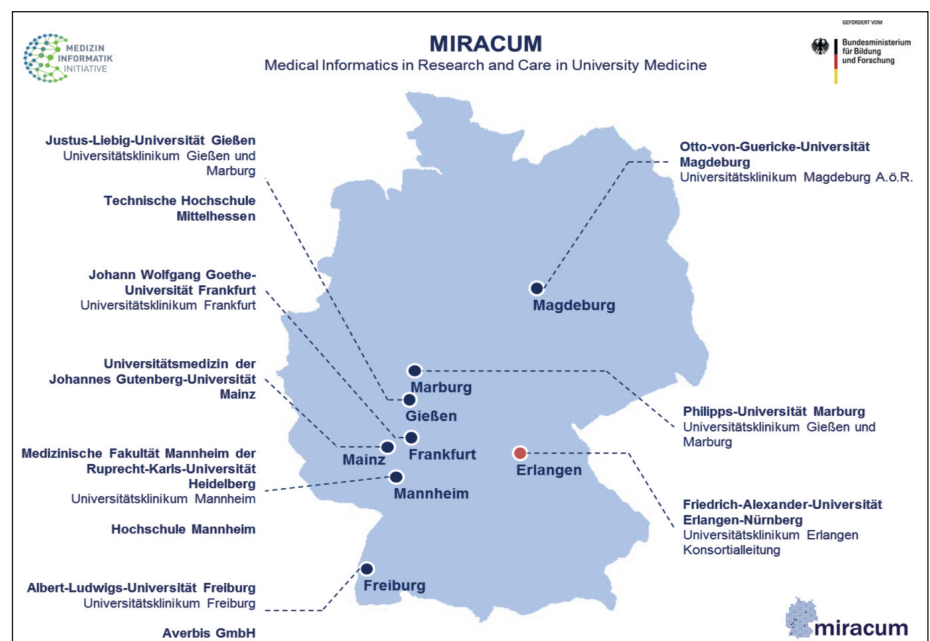 MEDIZIN
INFORMATIK
INITIATIVE
MIRACUM
Medical Informatics in Research and Care in University Medicine
GEFÖRDERT VOM
Bundesministerium
für Bildung
und Forschung
Justus-Liebig-Universität Gießen
Universitätsklinikum Gießen und
Marburg
Technische Hochschule
Mittelhessen
Johann Wolfgang Goethe-
Universität Frankfurt
Universitätsklinikum Frankfurt
Universitätsmedizin der
Johannes Gutenberg-Universität
Mainz
Medizinische Fakultät Mannheim der
Ruprecht-Karls-Universität
Heidelberg
Universitätsklinikum Mannheim
Hochschule Mannheim
Albert-Ludwigs-Universität Freiburg
Universitätsklinikum Freiburg
Averbis GmbH
Magdeburg
Marburg
Gießen
Frankfurt
Mainz
Erlangen
Mannheim
Freiburg
Otto-von-Guericke-Universität
Magdeburg
Universitätsklinikum Magdeburg A.ö.R.
Philipps-Universität Marburg
Universitätsklinikum Gießen und
Marburg
Friedrich-Alexander-Universität
Erlangen-Nürnberg
Universitätsklinikum Erlangen
Konsortialleitung
miracum